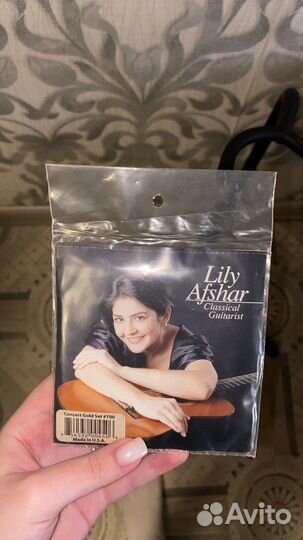 Lily
Afshar
Classical
Guitarist
Concert Gold Set #700
Made in U.S.A.
Avito